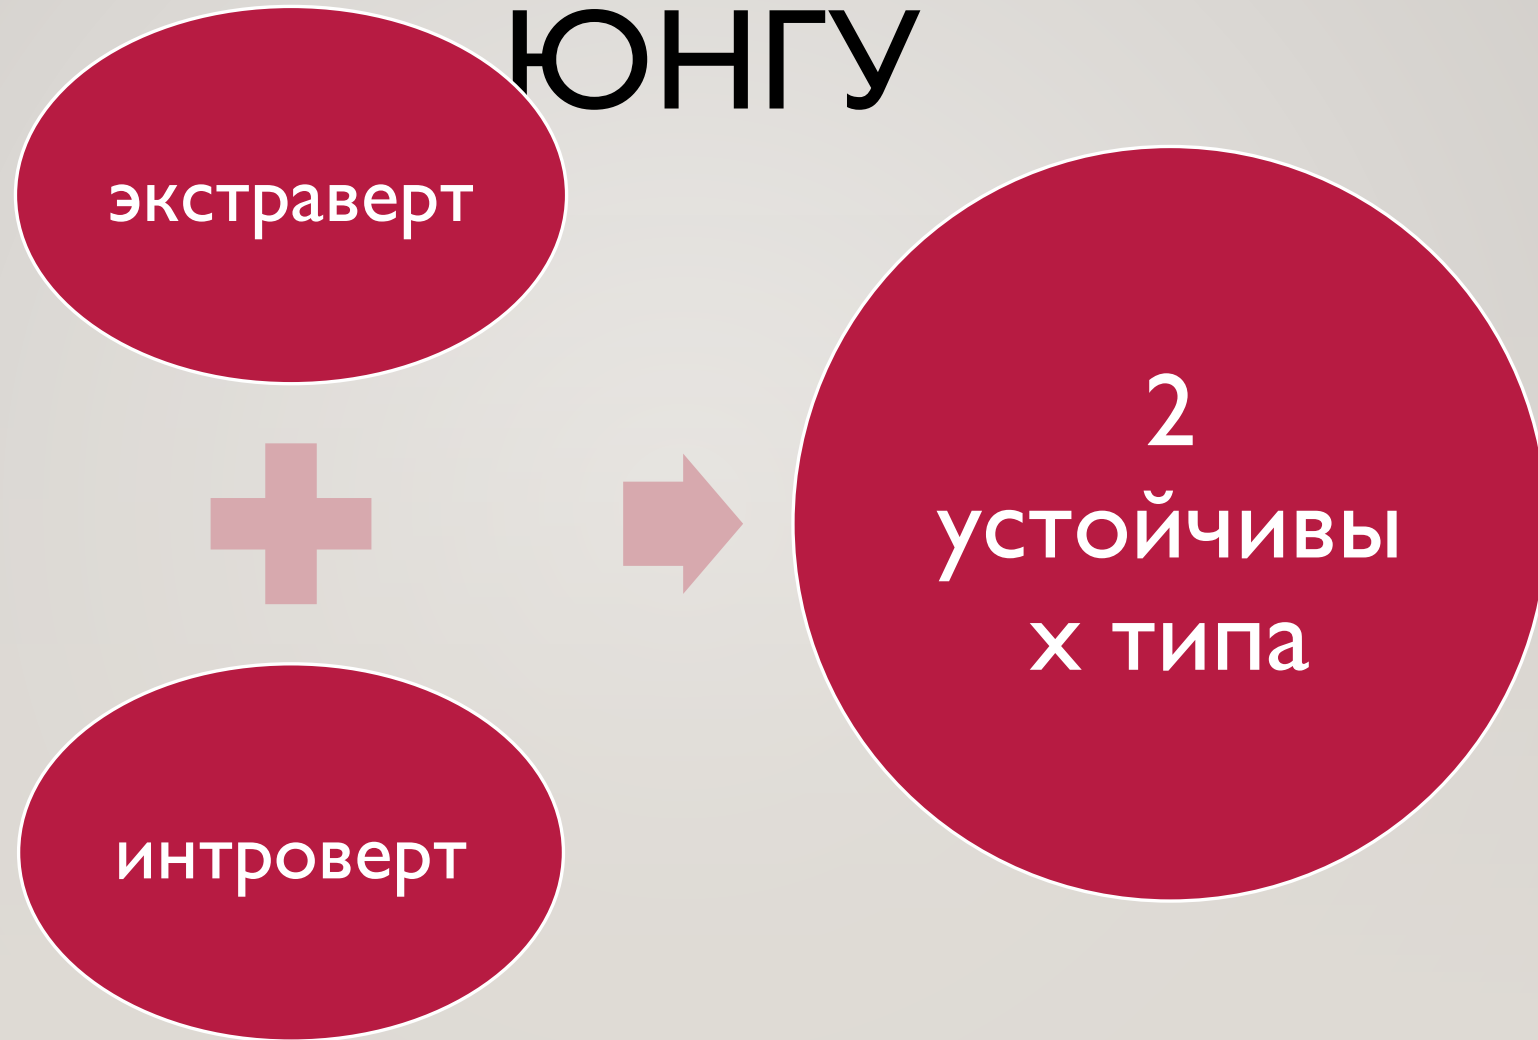 ЮНГУ
экстраверт
2
устойчивы
х типа
интроверт